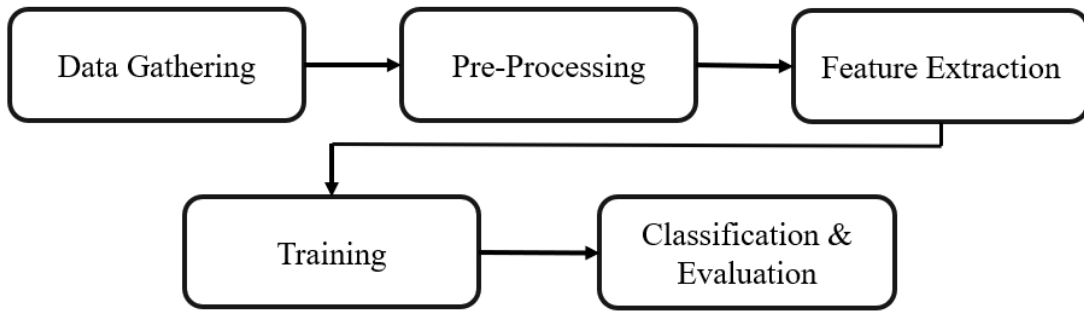 Data Gathering
Pre-Processing
Feature Extraction
Training
Classification &
Evaluation